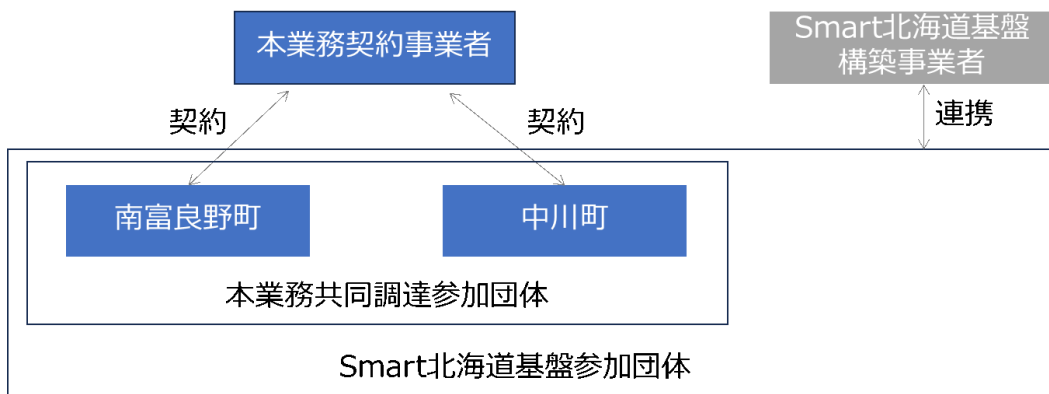 本業務契約事業者
Smart北海道基盤
構築事業者
契約
契約
連携
南富良野町
中川町
本業務共同調達参加団体
Smart北海道基盤参加団体